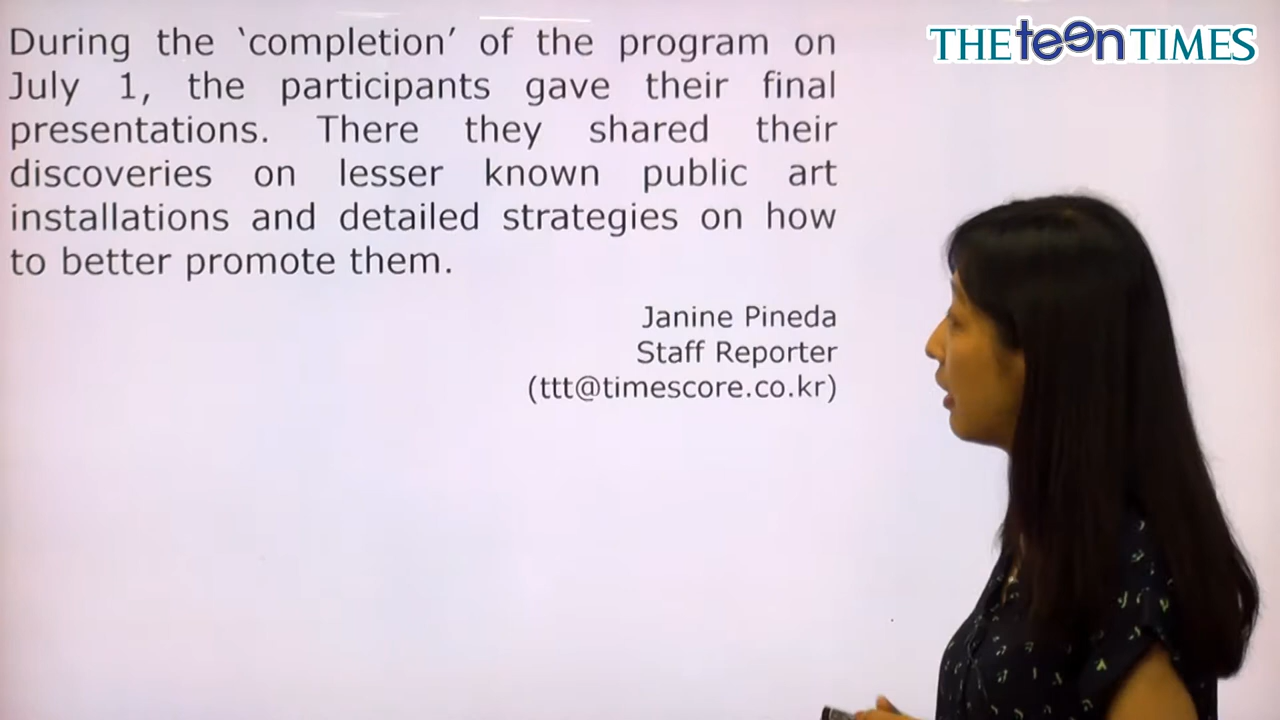 During the ‘completion’ of the program on
July 1, the participants gave their final
presentations. There they shared their
discoveries on lesser known public art
installations and detailed strategies on how
to better promote them.
Janine Pineda
Staff Reporter
(ttt@timescore.co.kr)
THE teen TIMES